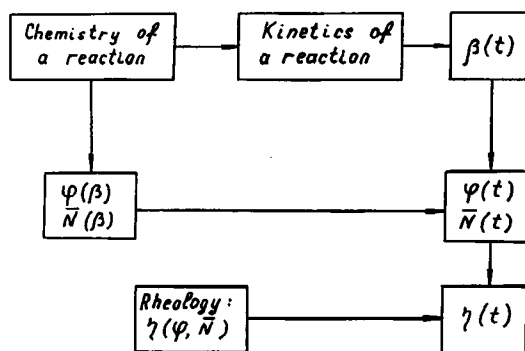 Chemistry of
a reaction
Kinetics of
a reaction
β(t)
φ(β)
N̅(β)
φ(t)
N̅(t)
Rheology:
η(φ, N̅)
η(t)